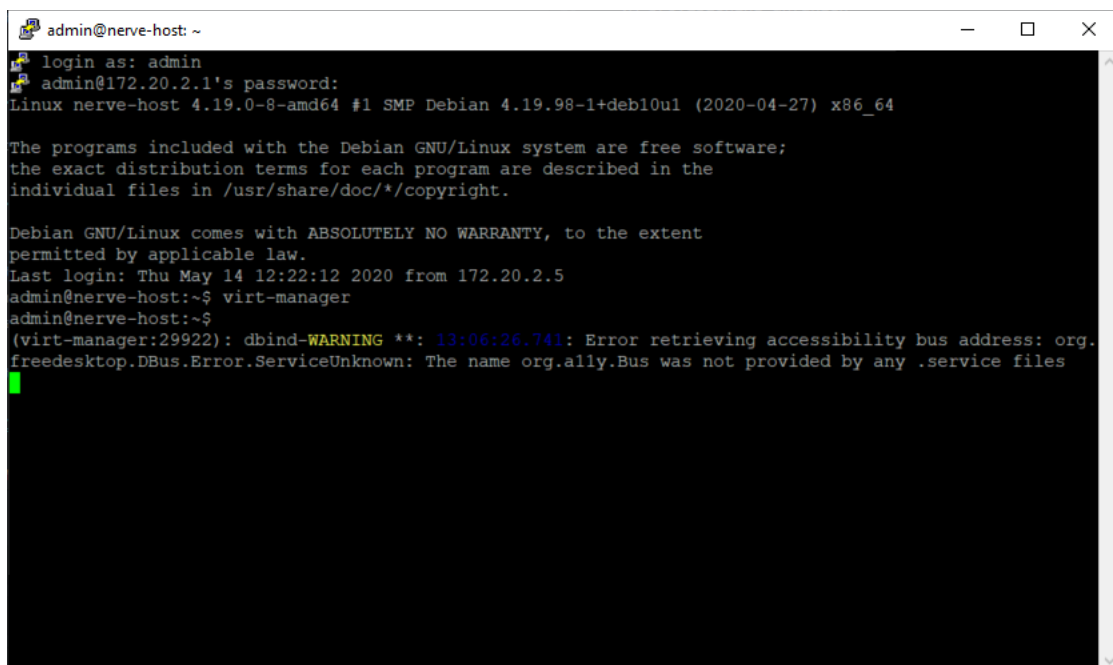 admin@nerve-host: ~
login as: admin
admin@172.20.2.1's password:
Linux nerve-host 4.19.0-8-amd64 #1 SMP Debian 4.19.98-1+deb10u1 (2020-04-27) x86_64
The programs included with the Debian GNU/Linux system are free software;
the exact distribution terms for each program are described in the
individual files in /usr/share/doc/*/copyright.
Debian GNU/Linux comes with ABSOLUTELY NO WARRANTY, to the extent
permitted by applicable law.
Last login: Thu May 14 12:22:12 2020 from 172.20.2.5
admin@nerve-host:~$ virt-manager
admin@nerve-host:~$
(virt-manager:29922): dbind-WARNING **: 13:06:26.741: Error retrieving accessibility bus address: org.
freedesktop.DBus.Error.ServiceUnknown: The name org.a11y.Bus was not provided by any .service files